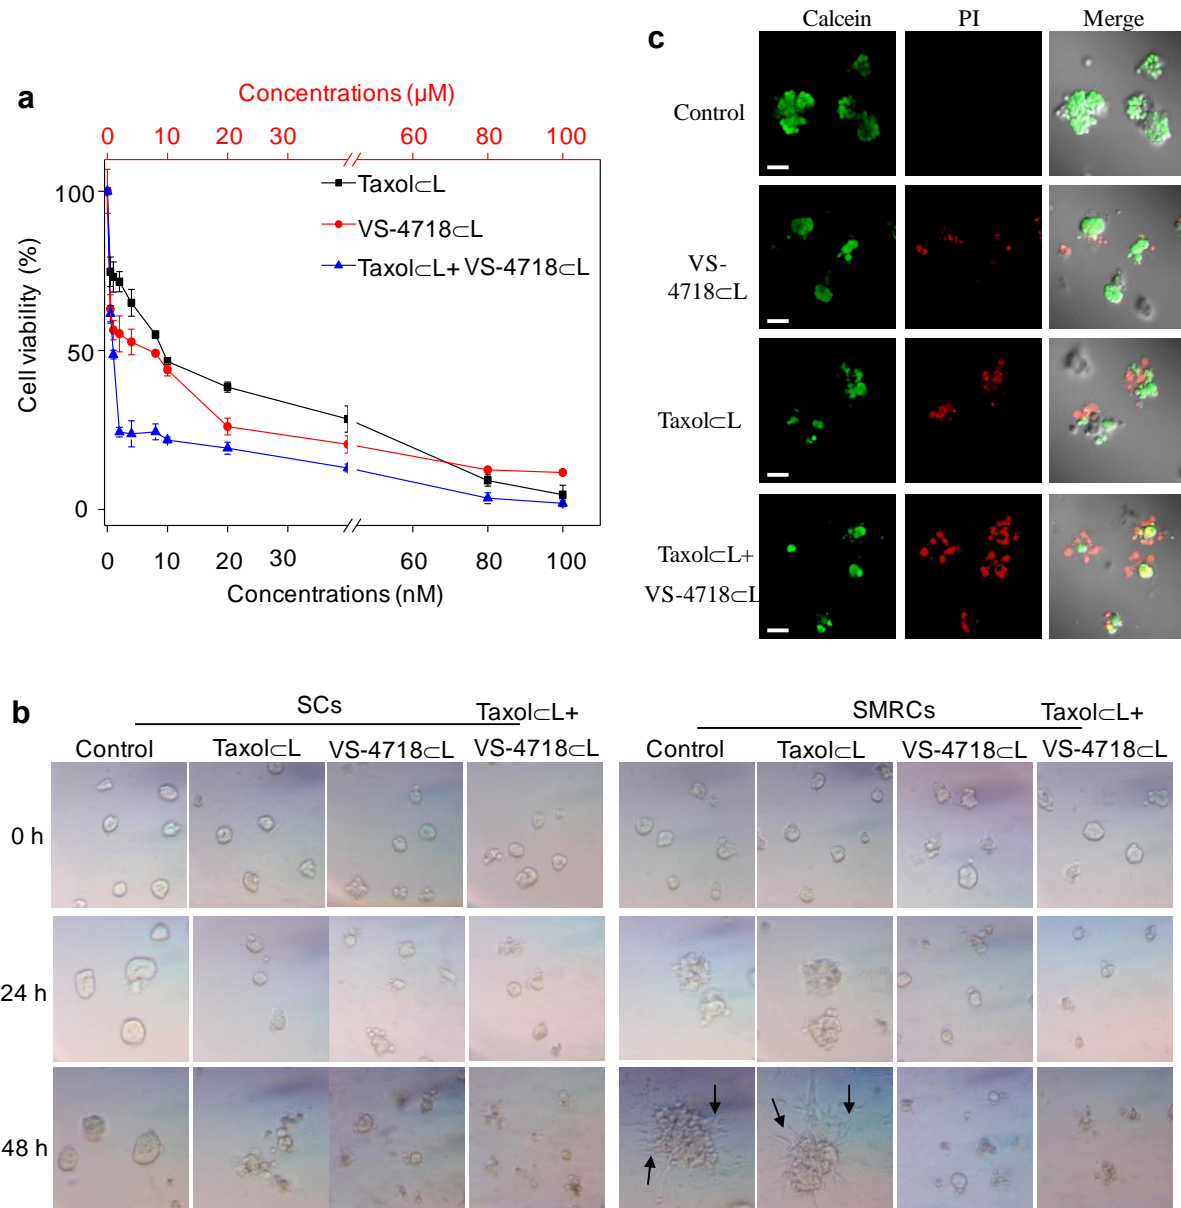 a
Concentrations (μM)
0 10 20 30 60 80 100
Taxol⊂L
VS-4718⊂L
Taxol⊂L+ VS-4718⊂L
Cell viability (%)
100
50
0
0 10 20 30 60 80 100
Concentrations (nM)
c
Calcein PI Merge
Control
VS-
4718⊂L
Taxol⊂L
Taxol⊂L+
VS-4718⊂L
b
SCs
Control Taxol⊂L VS-4718⊂L Taxol⊂L+
VS-4718⊂L
SMRCs
Control Taxol⊂L VS-4718⊂L Taxol⊂L+
VS-4718⊂L
0 h
24 h
48 h